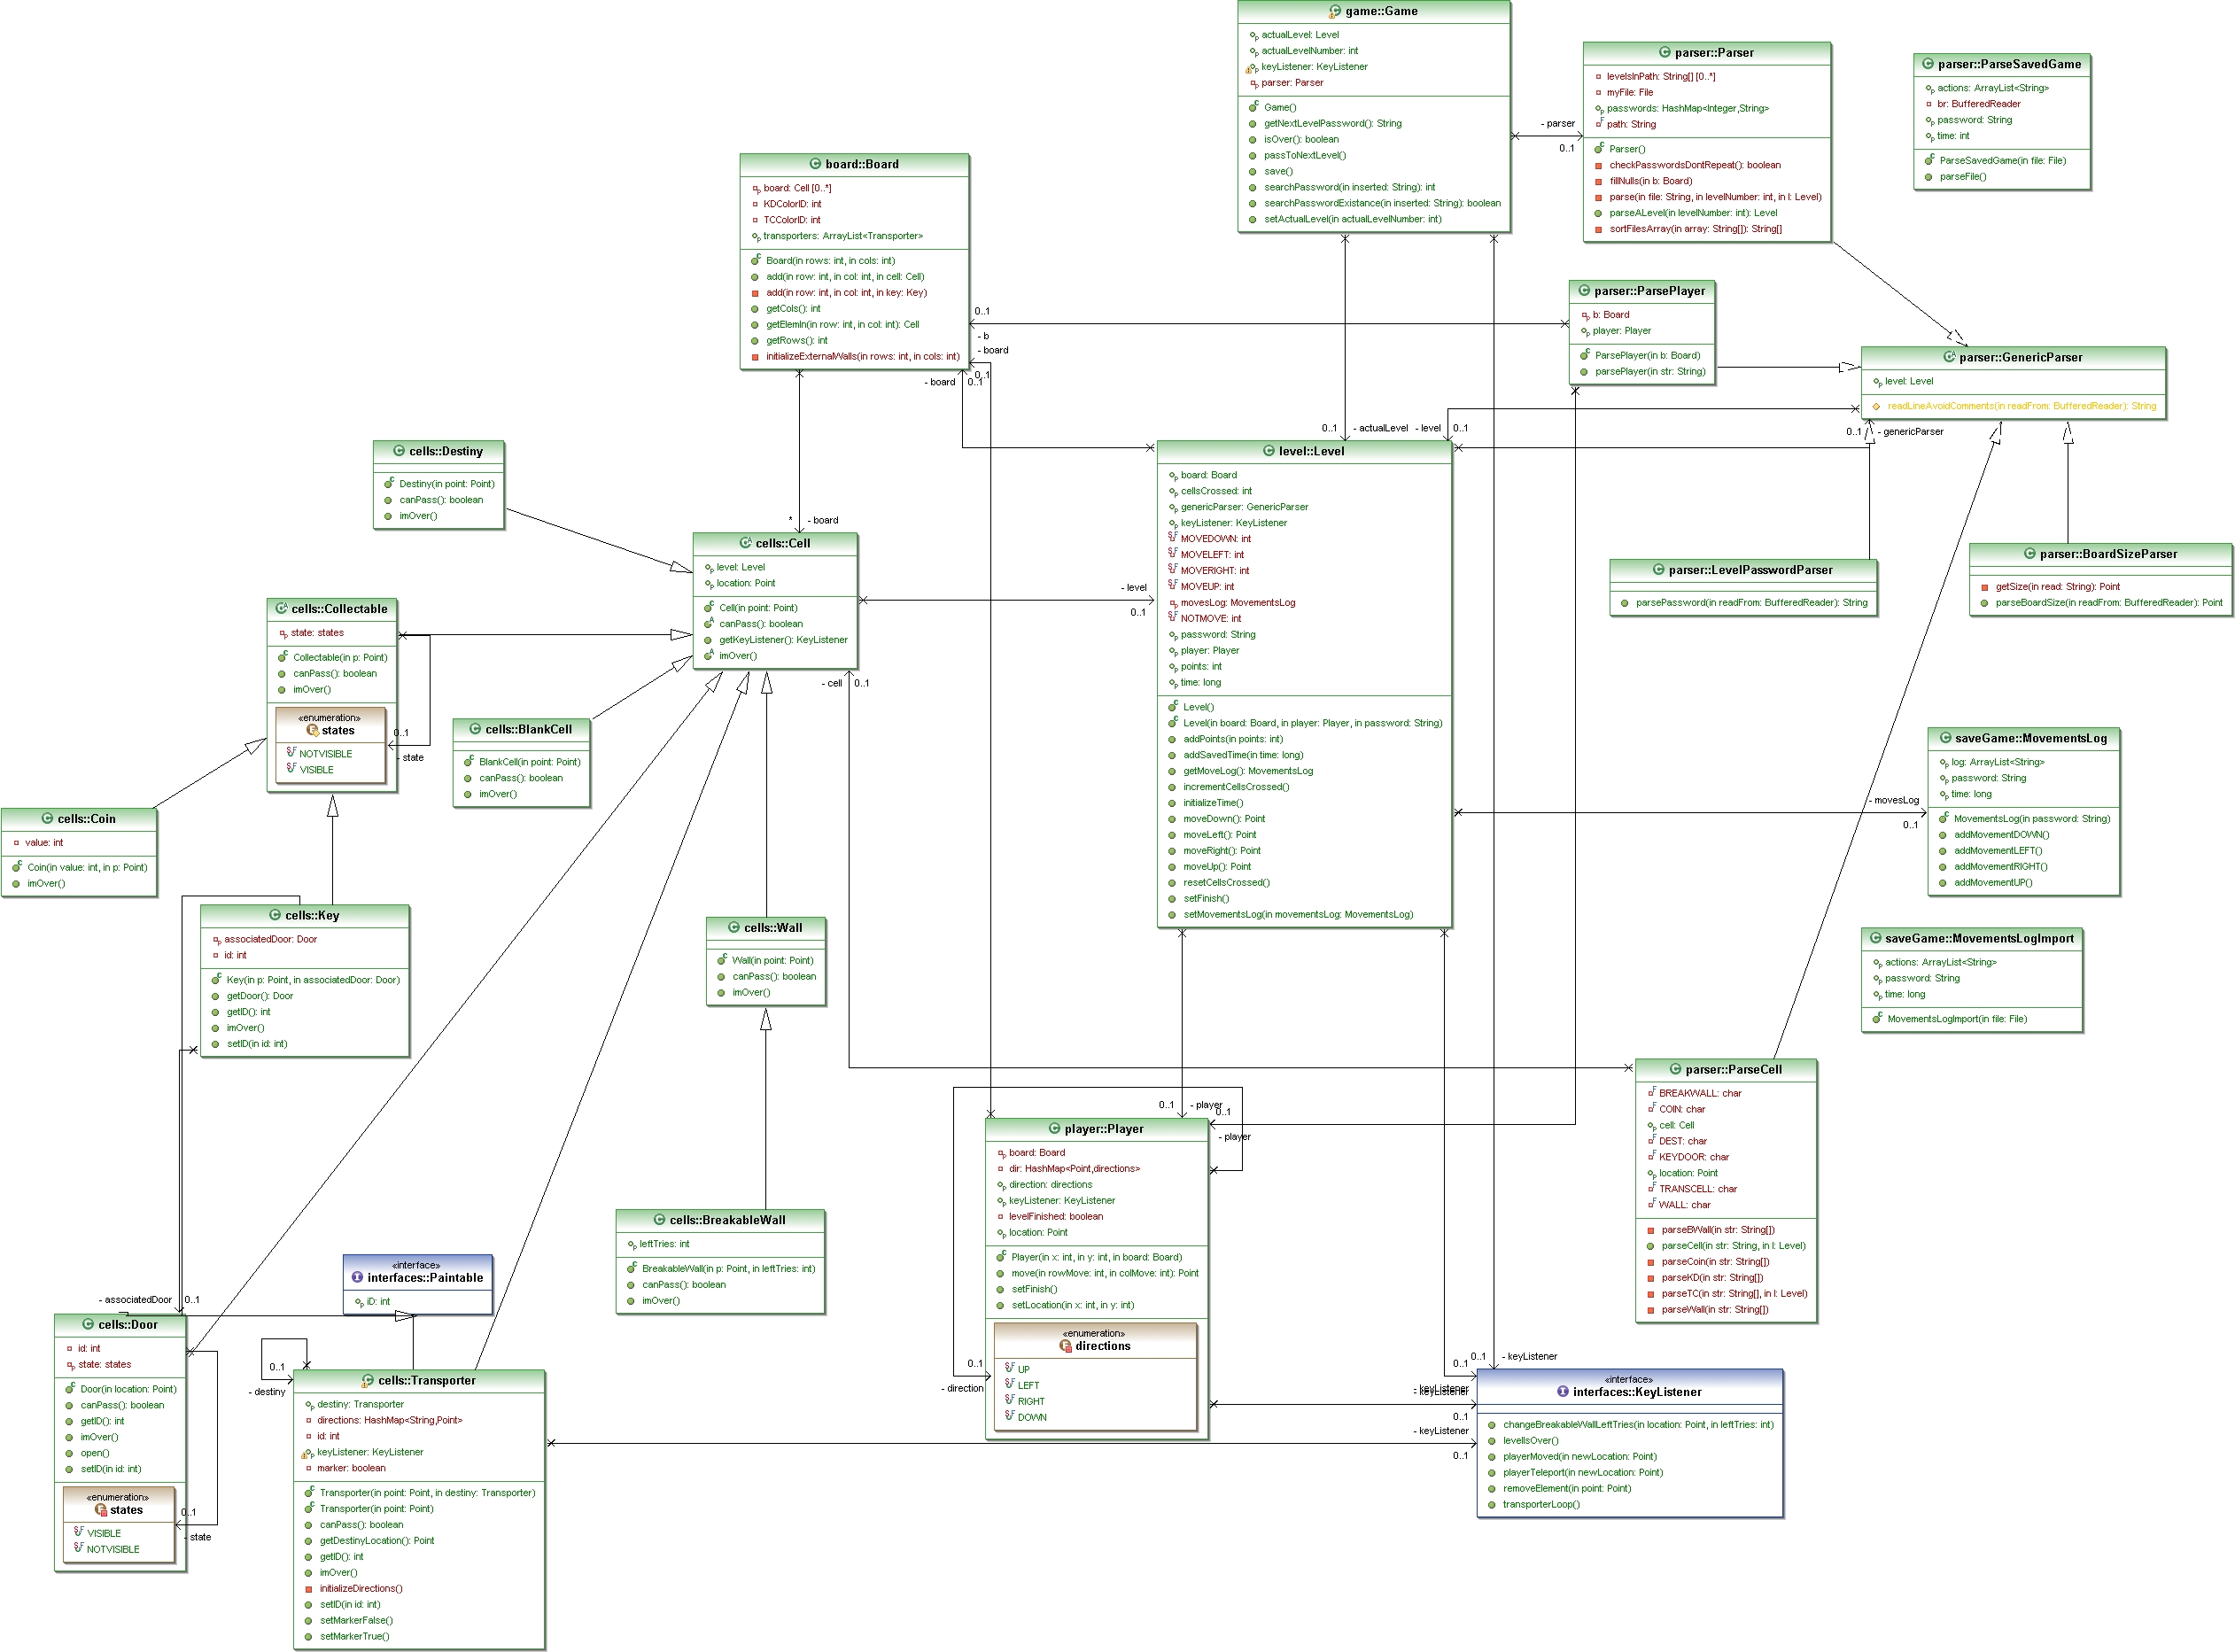 game::Game
actualLevel: Level
actualLevelNumber: int
keyListener: KeyListener
parser: Parser
Game()
getNextLevelPassword(): String
isOver(): boolean
passToNextLevel()
save()
searchPassword(in inserted: String): int
searchPasswordExistance(in inserted: String): boolean
setActualLevel(in actualLevelNumber: int)
- parser
0..1
parser::Parser
levelsInPath: String[] [0..*]
myFile: File
passwords: HashMap<Integer,String>
path: String
Parser()
checkPasswordsDontRepeat(): boolean
fillNulls(in b: Board)
parse(in file: String, in levelNumber: int, in l: Level)
parseALevel(in levelNumber: int): Level
sortFilesArray(in array: String[]): String[]
parser::ParseSavedGame
actions: ArrayList<String>
br: BufferedReader
password: String
time: int
ParseSavedGame(in file: File)
parseFile()
board::Board
board: Cell [0..*]
KDColorID: int
TCColorID: int
transporters: ArrayList<Transporter>
Board(in rows: int, in cols: int)
add(in row: int, in col: int, in cell: Cell)
add(in row: int, in col: int, in key: Key)
getCols(): int
getElemIn(in row: int, in col: int): Cell
getRows(): int
initializeExternalWalls(in rows: int, in cols: int)
0..1
- b
- board
0..1
- board
0..1
parser::ParsePlayer
b: Board
player: Player
ParsePlayer(in b: Board)
parsePlayer(in str: String)
parser::GenericParser
level: Level
readLineAvoidComments(in readFrom: BufferedReader): String
0..1
- actualLevel
- level
0..1
0..1
- genericParser
cells::Destiny
Destiny(in point: Point)
canPass(): boolean
imOver()
*
- board
cells::Cell
level: Level
location: Point
Cell(in point: Point)
canPass(): boolean
getKeyListener(): KeyListener
imOver()
- level
0..1
- cell
0..1
level::Level
board: Board
cellsCrossed: int
genericParser: GenericParser
keyListener: KeyListener
MOVEDOWN: int
MOVELEFT: int
MOVERIGHT: int
MOVEUP: int
movesLog: MovementsLog
NOTMOVE: int
password: String
player: Player
points: int
time: long
Level()
Level(in board: Board, in player: Player, in password: String)
addPoints(in points: int)
addSavedTime(in time: long)
getMoveLog(): MovementsLog
incrementCellsCrossed()
initializeTime()
moveDown(): Point
moveLeft(): Point
moveRight(): Point
moveUp(): Point
resetCellsCrossed()
setFinish()
setMovementsLog(in movementsLog: MovementsLog)
parser::LevelPasswordParser
parsePassword(in readFrom: BufferedReader): String
parser::BoardSizeParser
getSize(in read: String): Point
parseBoardSize(in readFrom: BufferedReader): Point
cells::Collectable
state: states
Collectable(in p: Point)
canPass(): boolean
imOver()
«enumeration»
states
NOTVISIBLE
VISIBLE
0..1
- state
cells::BlankCell
BlankCell(in point: Point)
canPass(): boolean
imOver()
cells::Coin
value: int
Coin(in value: int, in p: Point)
imOver()
cells::Key
associatedDoor: Door
id: int
Key(in p: Point, in associatedDoor: Door)
getDoor(): Door
getID(): int
imOver()
setID(in id: int)
cells::Wall
Wall(in point: Point)
canPass(): boolean
imOver()
- movesLog
0..1
saveGame::MovementsLog
log: ArrayList<String>
password: String
time: long
MovementsLog(in password: String)
addMovementDOWN()
addMovementLEFT()
addMovementRIGHT()
addMovementUP()
saveGame::MovementsLogImport
actions: ArrayList<String>
password: String
time: long
MovementsLogImport(in file: File)
parser::ParseCell
BREAKWALL: char
COIN: char
cell: Cell
DEST: char
KEYDOOR: char
location: Point
TRANSCELL: char
WALL: char
parseBWall(in str: String[])
parseCell(in str: String, in l: Level)
parseCoin(in str: String[])
parseKD(in str: String[])
parseTC(in str: String[], in l: Level)
parseWall(in str: String[])
0..1
- player
0..1
- player
player::Player
board: Board
dir: HashMap<Point,directions>
direction: directions
keyListener: KeyListener
levelFinished: boolean
location: Point
Player(in x: int, in y: int, in board: Board)
move(in rowMove: int, in colMove: int): Point
setFinish()
setLocation(in x: int, in y: int)
«enumeration»
directions
UP
LEFT
RIGHT
DOWN
0..1
- direction
cells::BreakableWall
leftTries: int
BreakableWall(in p: Point, in leftTries: int)
canPass(): boolean
imOver()
«interface»
interfaces::Paintable
iD: int
- associatedDoor
0..1
cells::Door
id: int
state: states
Door(in location: Point)
canPass(): boolean
getID(): int
imOver()
open()
setID(in id: int)
«enumeration»
states
VISIBLE
NOTVISIBLE
0..1
- state
0..1
- destiny
cells::Transporter
destiny: Transporter
directions: HashMap<String,Point>
id: int
keyListener: KeyListener
marker: boolean
Transporter(in point: Point, in destiny: Transporter)
Transporter(in point: Point)
canPass(): boolean
getDestinyLocation(): Point
getID(): int
imOver()
initializeDirections()
setID(in id: int)
setMarkerFalse()
setMarkerTrue()
0..1
- keyListener
0..1
- keyListener
- keyListener
0..1
- keyListener
0..1
«interface»
interfaces::KeyListener
changeBreakableWallLeftTries(in location: Point, in leftTries: int)
levelIsOver()
playerMoved(in newLocation: Point)
playerTeleport(in newLocation: Point)
removeElement(in point: Point)
transporterLoop()